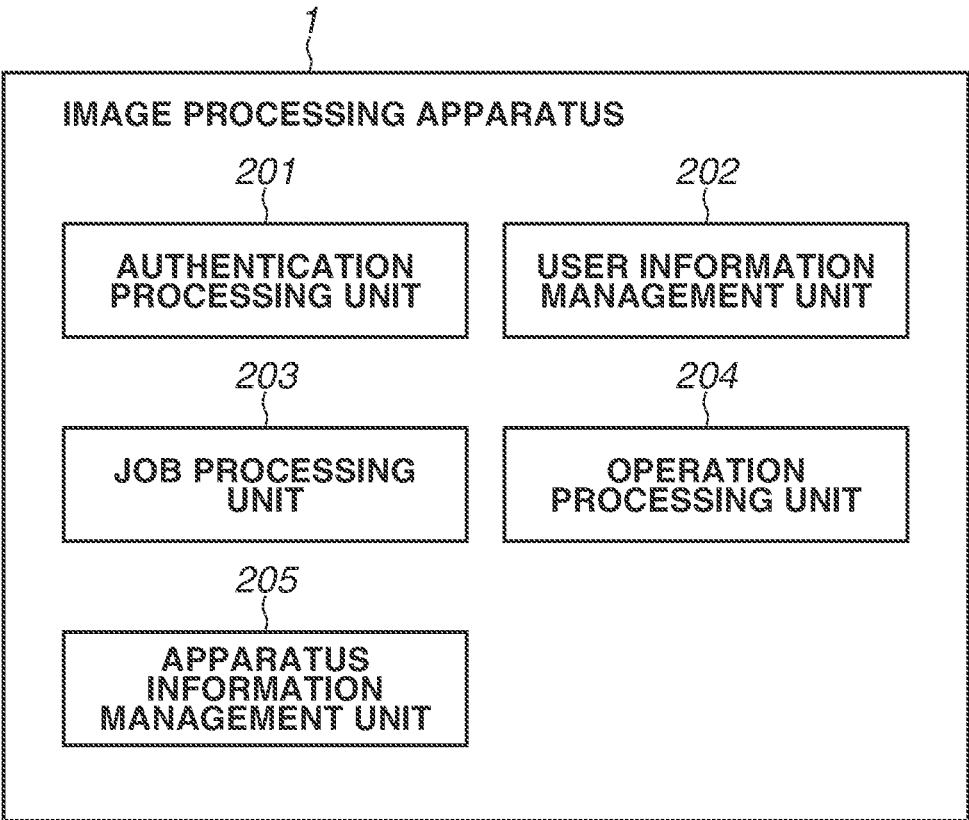 1
IMAGE PROCESSING APPARATUS
201
AUTHENTICATION
PROCESSING UNIT
202
USER INFORMATION
MANAGEMENT UNIT
203
JOB PROCESSING
UNIT
204
OPERATION
PROCESSING UNIT
205
APPARATUS
INFORMATION
MANAGEMENT UNIT